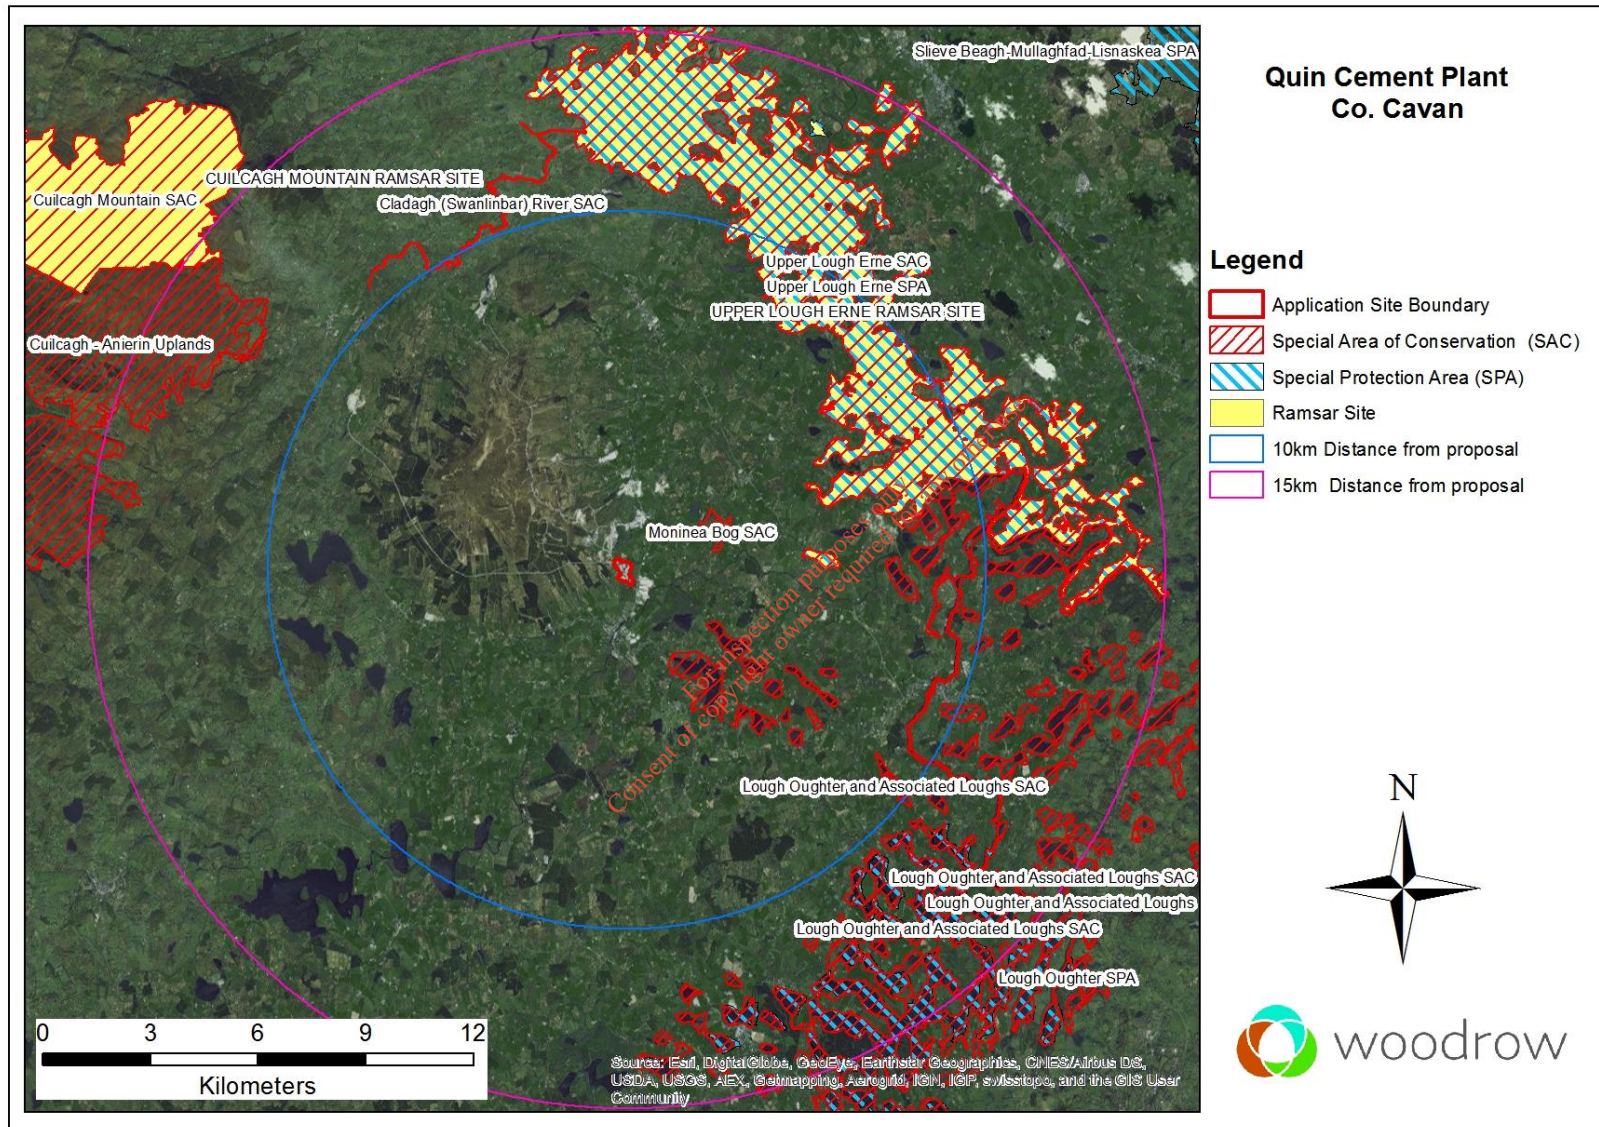 Slieve Beagh-Mullaghfad-Lisnaskea SPA
CUILCAGH MOUNTAIN RAMSAR SITE
Cuilcagh Mountain SAC
Cladagh (Swanlinbar) River SAC
Upper Lough Erne SAC
Upper Lough Erne SPA
UPPER LOUGH ERNE RAMSAR SITE
Cuilcagh - Anierin Uplands
Moninea Bog SAC
For inspection purposes only.
Consent of copyright owner required for any other use.
Lough Oughter and Associated Loughs SAC
Lough Oughter and Associated Loughs SAC
Lough Oughter and Associated Loughs
Lough Oughter and Associated Loughs SAC
Lough Oughter SPA
0 3 6 9 12
Kilometers
Source: Esri, DigitalGlobe, GeoEye, Earthstar Geographics, CNES/Airbus DS,
USDA, USGS, AEX, Getmapping, Aerogrid, IGN, IGP, swisstopo, and the GIS User
Community
Quin Cement Plant
Co. Cavan
Legend
Application Site Boundary
Special Area of Conservation (SAC)
Special Protection Area (SPA)
Ramsar Site
10km Distance from proposal
15km Distance from proposal
N
woodrow